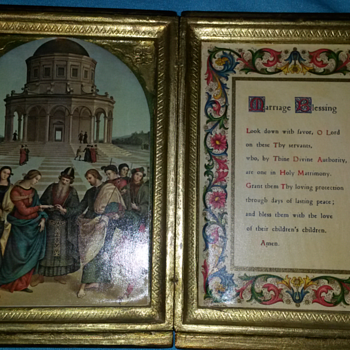 Marriage Blessing
Look down with favor, O Lord
on them Thy servants,
who, by Thine Divine Authority,
are one in Holy Matrimony.
Grant them Thy loving protection
through days of lasting peace;
and bless them with the love
of their children's children.
Amen.